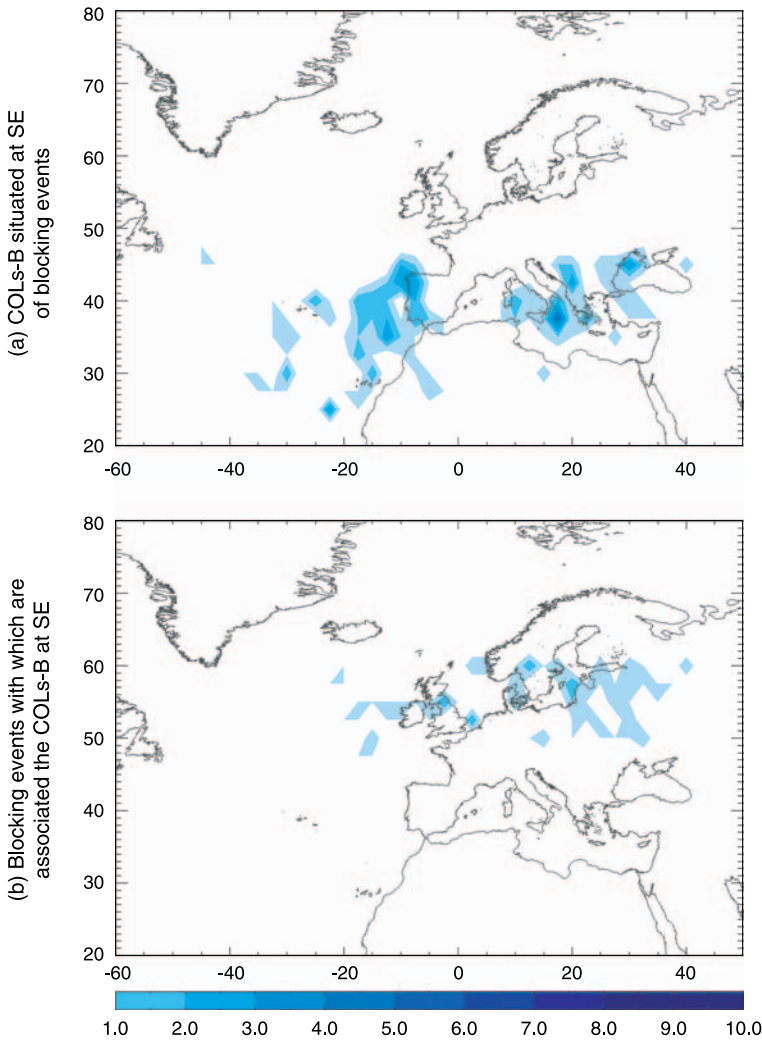 (a) COLs-B situated at SE
of blocking events
80
70
60
50
40
30
20
-60 -40 -20 0 20 40
(b) Blocking events with which are
associated the COLs-B at SE
80
70
60
50
40
30
20
-60 -40 -20 0 20 40
1.0 2.0 3.0 4.0 5.0 6.0 7.0 8.0 9.0 10.0